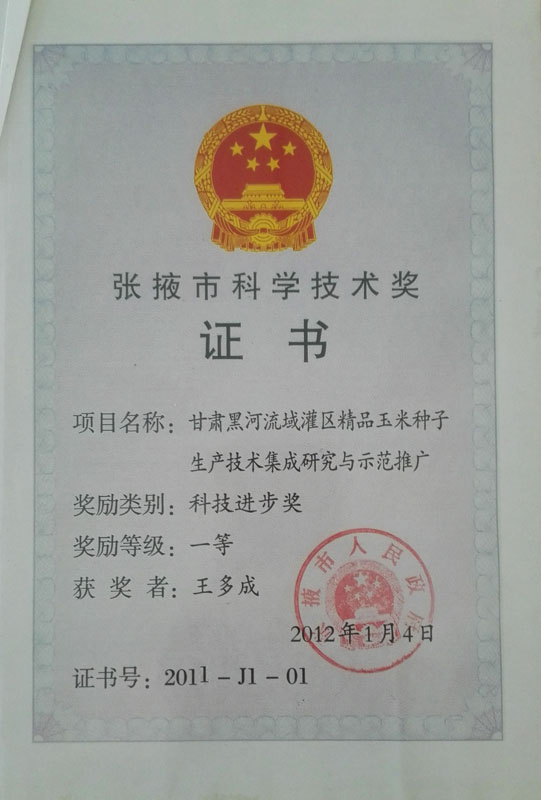 张掖市科学技术奖
证书
项目名称：甘肃黑河流域灌区精品玉米种子
生产技术集成研究与示范推广
奖励类别：科技进步奖
奖励等级：一等
获奖者：王多成
张掖市人民政府
2012年1月4日
证书号：2011-J1-01